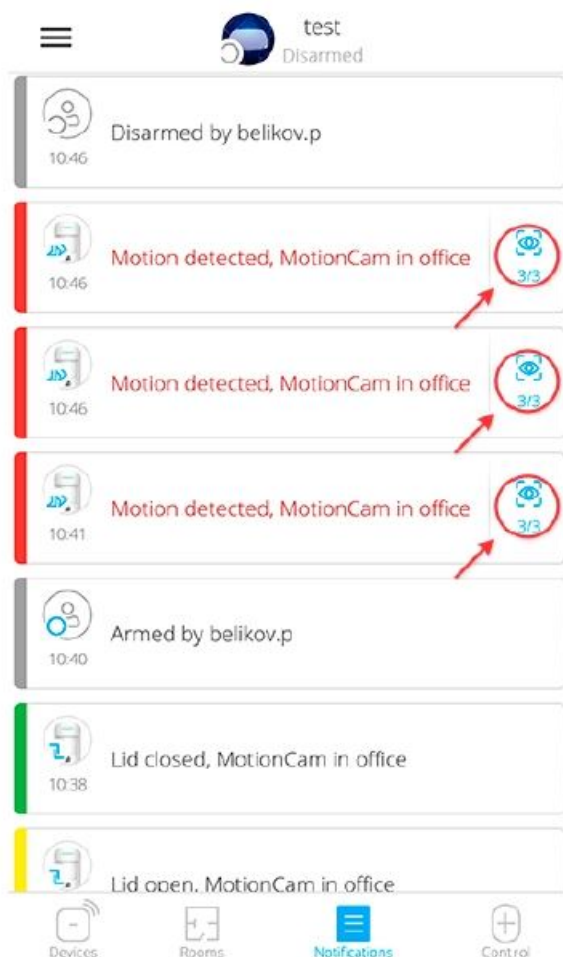 test
Disarmed
Disarmed by belikov.p
10:46
Motion detected, MotionCam in office
10:46
3/3
Motion detected, MotionCam in office
10:46
3/3
Motion detected, MotionCam in office
10:41
3/3
Armed by belikov.p
10:40
Lid closed, MotionCam in office
10:38
Lid open, MotionCam in office
Devices
Rooms
Notifications
Control